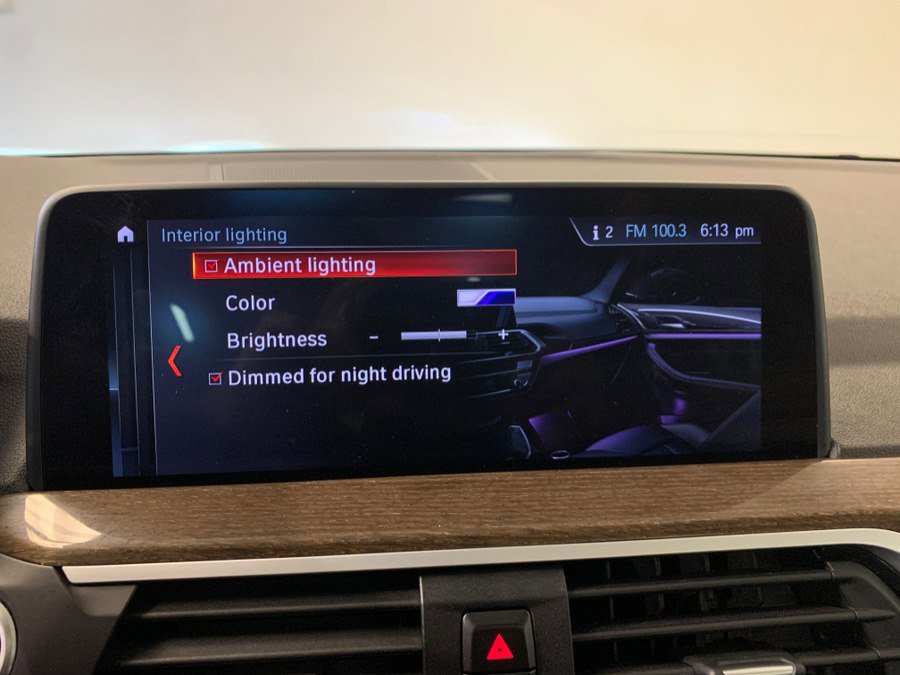 Interior lighting
i 2 FM 100.3 6:13 pm
Ambient lighting
Color
Brightness - +
Dimmed for night driving